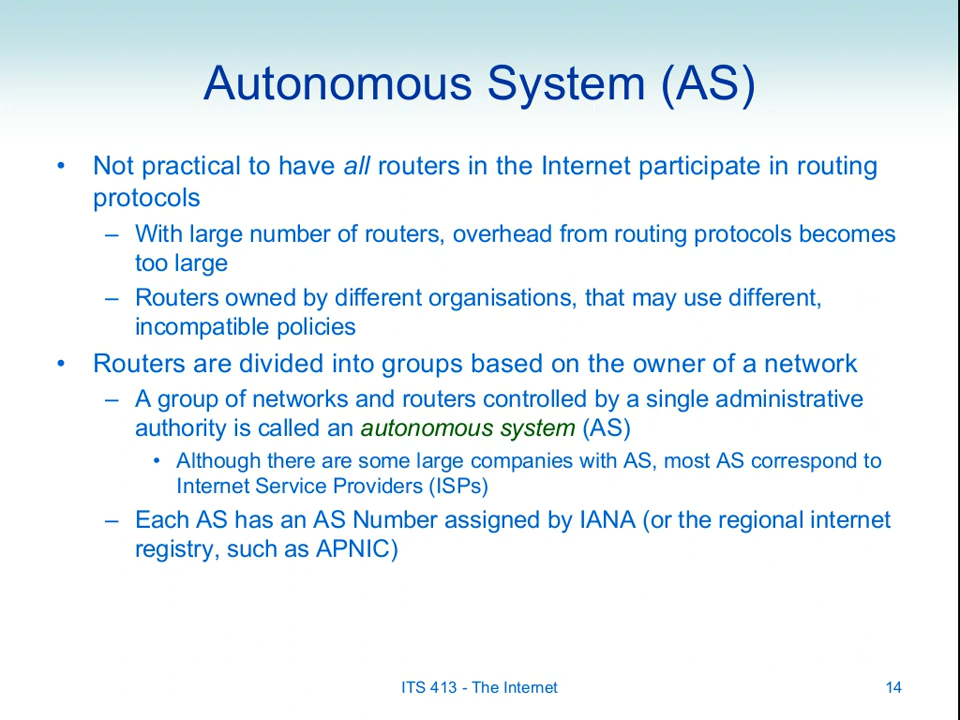 Autonomous System (AS)
• Not practical to have all routers in the Internet participate in routing
protocols
– With large number of routers, overhead from routing protocols becomes
too large
– Routers owned by different organisations, that may use different,
incompatible policies
• Routers are divided into groups based on the owner of a network
– A group of networks and routers controlled by a single administrative
authority is called an autonomous system (AS)
• Although there are some large companies with AS, most AS correspond to
Internet Service Providers (ISPs)
– Each AS has an AS Number assigned by IANA (or the regional internet
registry, such as APNIC)
ITS 413 - The Internet
14